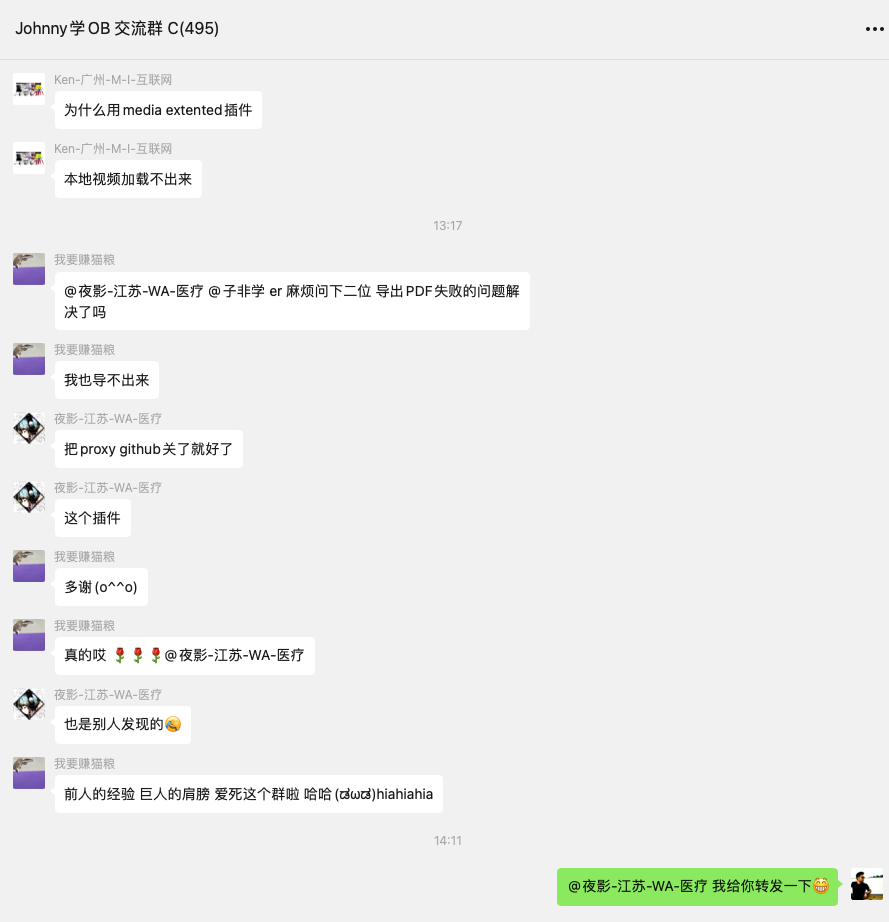 Johnny学OB 交流群 C(495)
Ken-广州-M-I-互联网
为什么用media extented插件
Ken-广州-M-I-互联网
本地视频加载不出来
13:17
我要赚猫粮
@夜影-江苏-WA-医疗 @子非学 er 麻烦问下二位 导出PDF失败的问题解
决了吗
我要赚猫粮
我也导不出来
夜影-江苏-WA-医疗
把proxy github关了就好了
夜影-江苏-WA-医疗
这个插件
我要赚猫粮
多谢(o^^o)
我要赚猫粮
真的哎 🌹🌹🌹@夜影-江苏-WA-医疗
夜影-江苏-WA-医疗
也是别人发现的🤣
我要赚猫粮
前人的经验 巨人的肩膀 爱死这个群啦 哈哈(ಡωಡ)hiahiahia
14:11
@夜影-江苏-WA-医疗 我给你转发一下😁